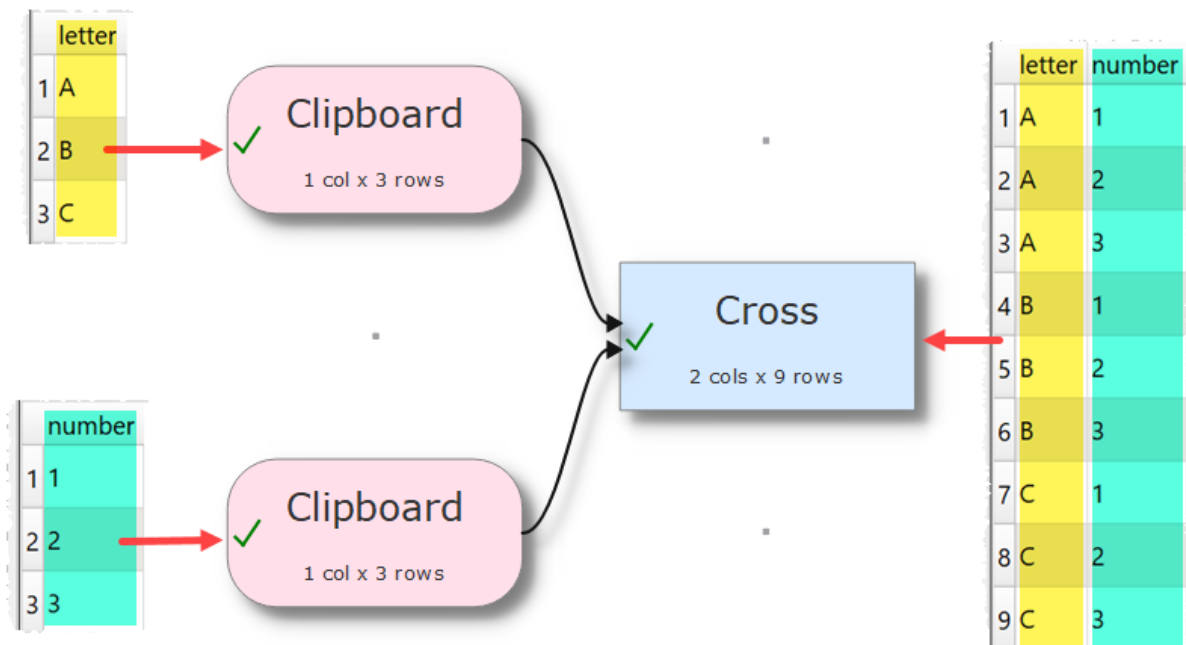 letter
1 A
2 B
3 C
Clipboard
1 col x 3 rows
number
1 1
2 2
3 3
Clipboard
1 col x 3 rows
Cross
2 cols x 9 rows
letter number
1 A 1
2 A 2
3 A 3
4 B 1
5 B 2
6 B 3
7 C 1
8 C 2
9 C 3